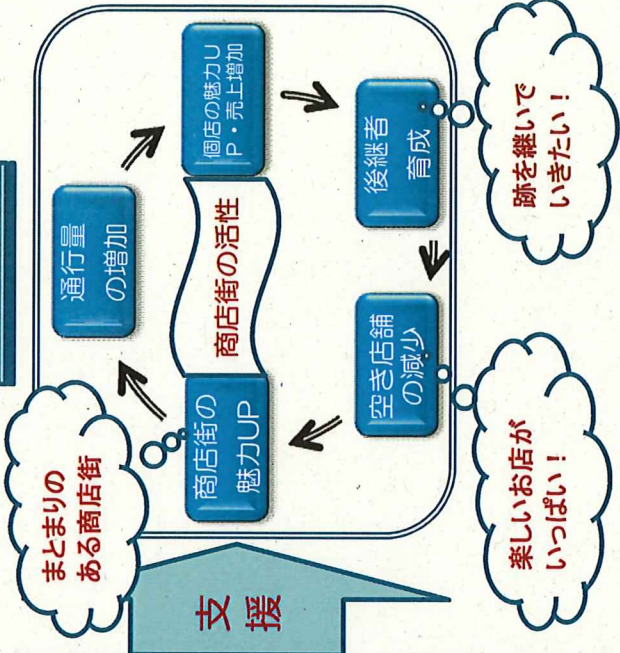 支
援
まとまりの
ある商店街
商店街の
魅力UP
通行量
の増加
個店の魅力U
P・売上増加
商店街の活性
後継者
育成
跡を継いで
いきたい！
空き店舗
の減少
楽しいお店が
いっぱい！